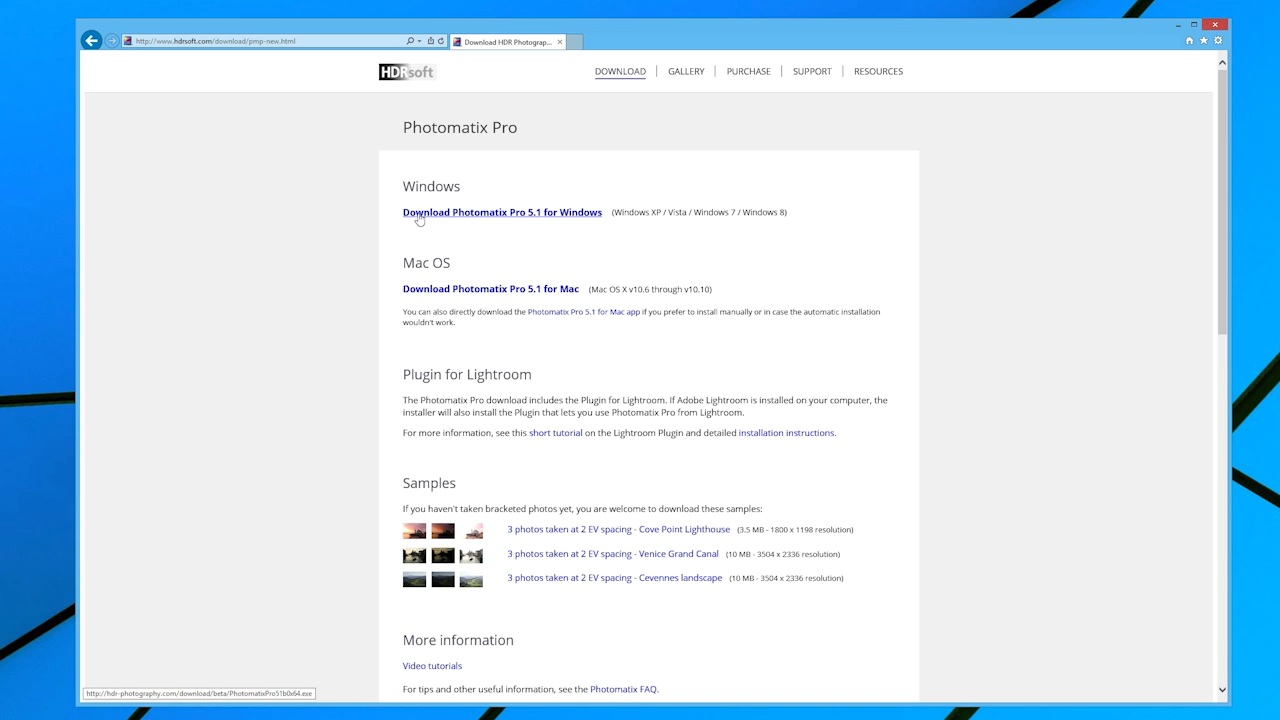 http://www.hdrsoft.com/download/pmp-new.html
Download HDR Photograp...
HDRsoft
DOWNLOAD
GALLERY
PURCHASE
SUPPORT
RESOURCES
Photomatix Pro
Windows
Download Photomatix Pro 5.1 for Windows (Windows XP / Vista / Windows 7 / Windows 8)
Mac OS
Download Photomatix Pro 5.1 for Mac (Mac OS X v10.6 through v10.10)
You can also directly download the Photomatix Pro 5.1 for Mac app if you prefer to install manually or in case the automatic installation
wouldn't work.
Plugin for Lightroom
The Photomatix Pro download includes the Plugin for Lightroom. If Adobe Lightroom is installed on your computer, the
installer will also install the Plugin that lets you use Photomatix Pro from Lightroom.
For more information, see this short tutorial on the Lightroom Plugin and detailed installation instructions.
Samples
If you haven't taken bracketed photos yet, you are welcome to download these samples:
3 photos taken at 2 EV spacing - Cove Point Lighthouse (3.5 MB - 1800 x 1198 resolution)
3 photos taken at 2 EV spacing - Venice Grand Canal (10 MB - 3504 x 2336 resolution)
3 photos taken at 2 EV spacing - Cevennes landscape (10 MB - 3504 x 2336 resolution)
More information
Video tutorials
For tips and other useful information, see the Photomatix FAQ.
http://hdr-photography.com/download/beta/PhotomatixPro51b0x64.exe